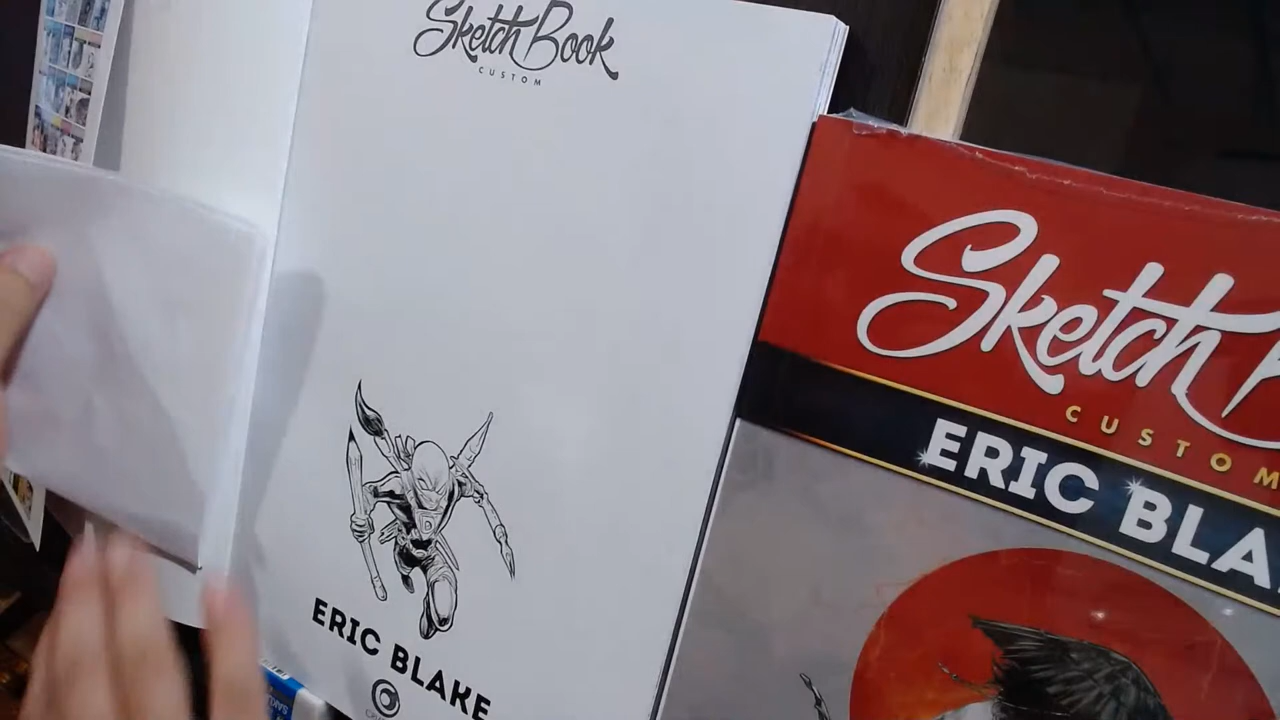 Sketch Book
CUSTOM
ERIC BLAKE
Sketch
CUSTOM
ERIC BLA